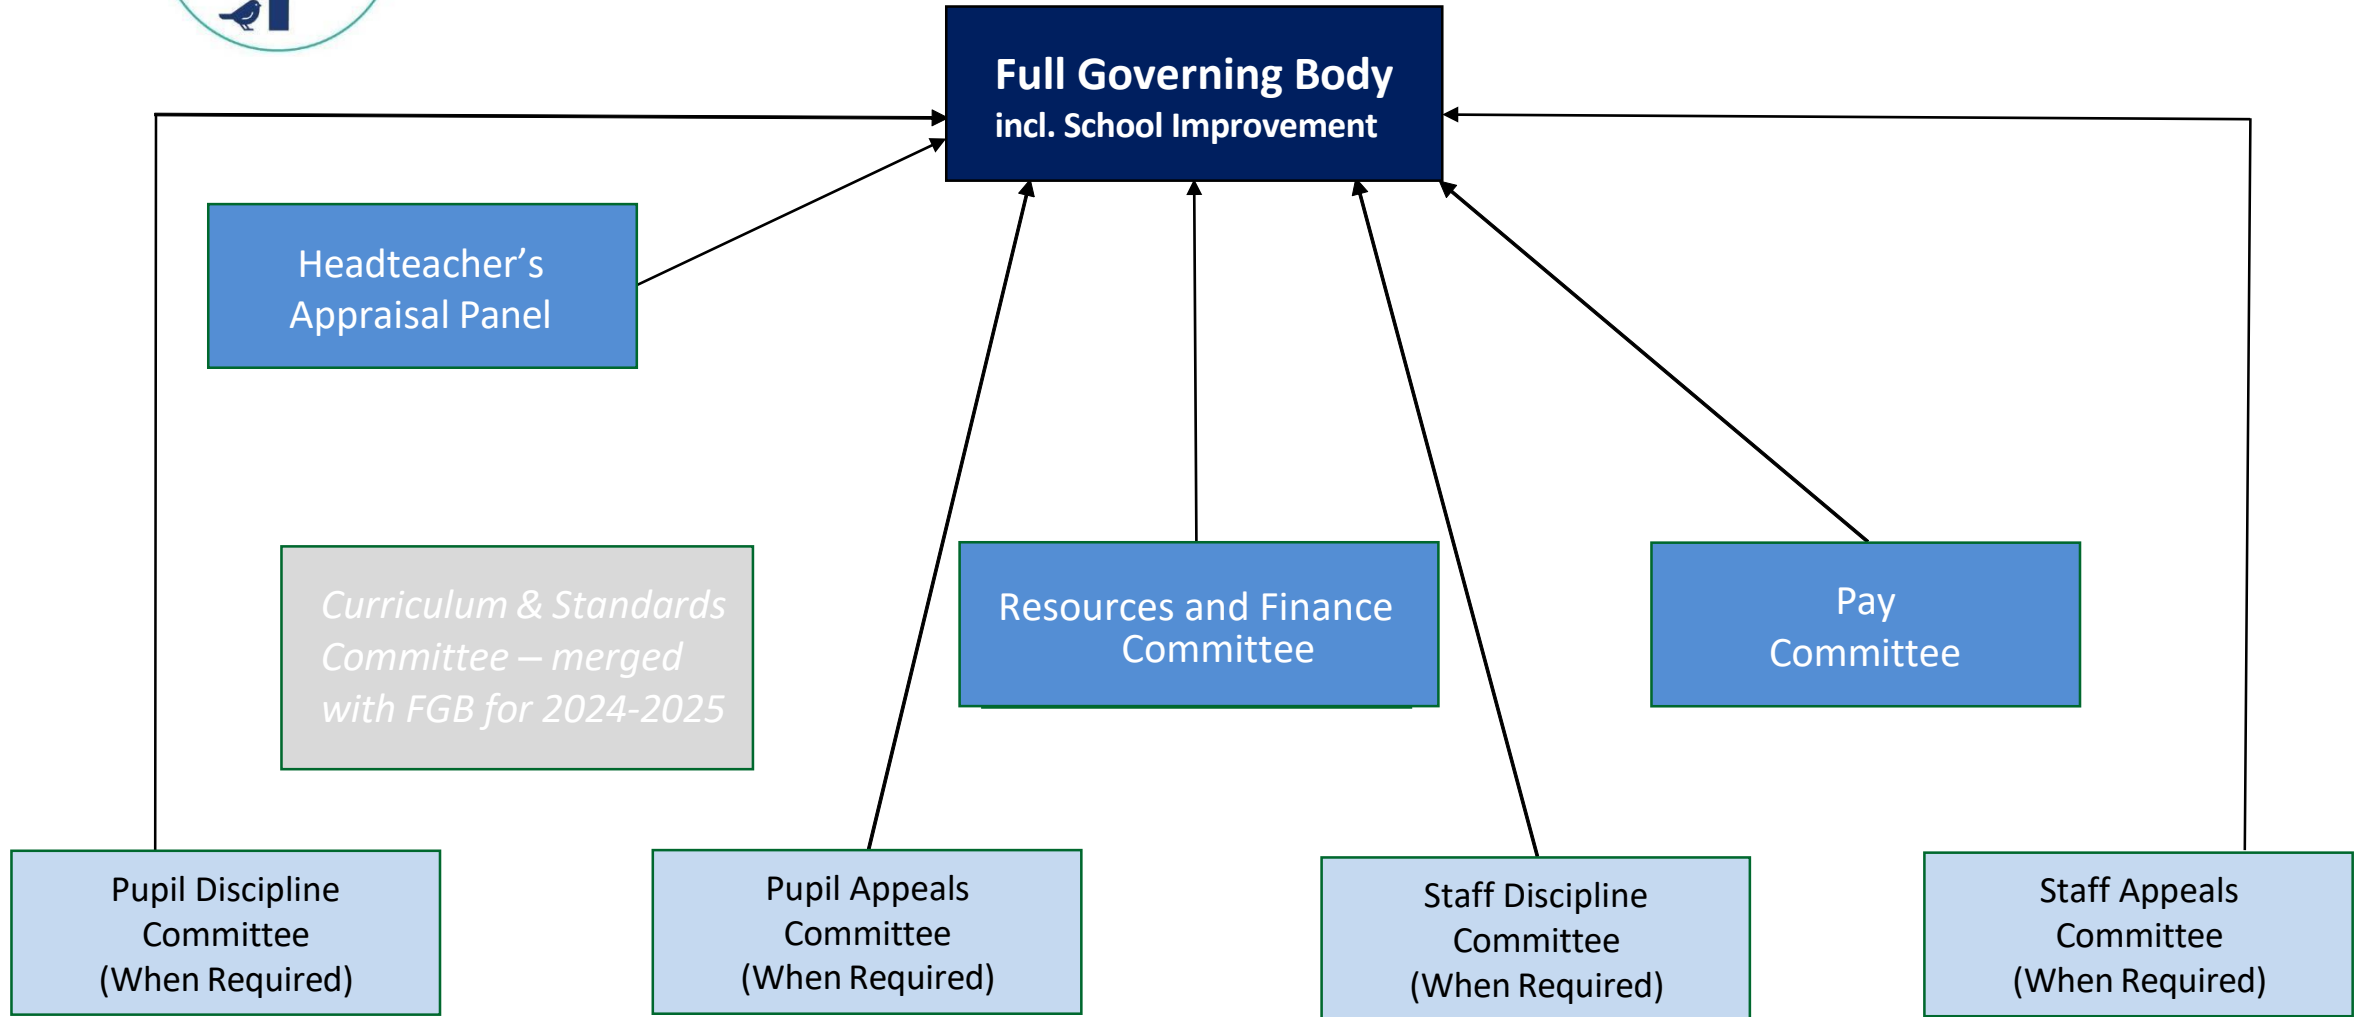 Full Governing Body
incl. School Improvement
Headteacher’s
Appraisal Panel
Curriculum & Standards
Committee – merged
with FGB for 2024-2025
Resources and Finance
Committee
Pay
Committee
Pupil Discipline
Committee
(When Required)
Pupil Appeals
Committee
(When Required)
Staff Discipline
Committee
(When Required)
Staff Appeals
Committee
(When Required)